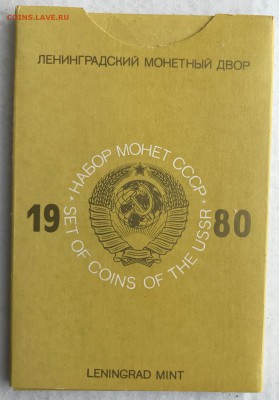 COINS.LAVE.RU
ЛЕНИНГРАДСКИЙ МОНЕТНЫЙ ДВОР
НАБОР МОНЕТ СССР
19 80
SET OF COINS OF THE USSR
LENINGRAD MINT